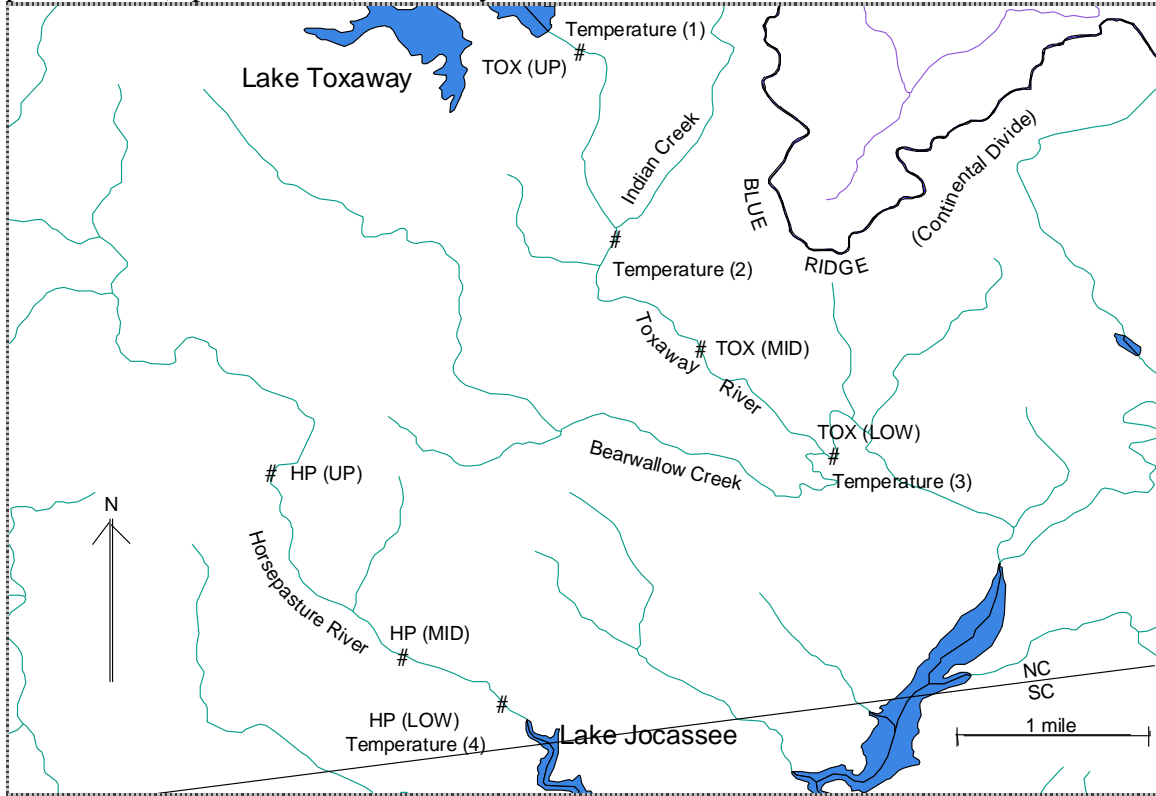 Temperature (1)
TOX (UP)
Lake Toxaway
Indian Creek
BLUE
RIDGE
(Continental Divide)
Temperature (2)
Toxaway River
TOX (MID)
TOX (LOW)
Temperature (3)
Bearwallow Creek
HP (UP)
N
Horsepasture River
HP (MID)
HP (LOW)
Temperature (4)
Lake Jocassee
NC
SC
1 mile